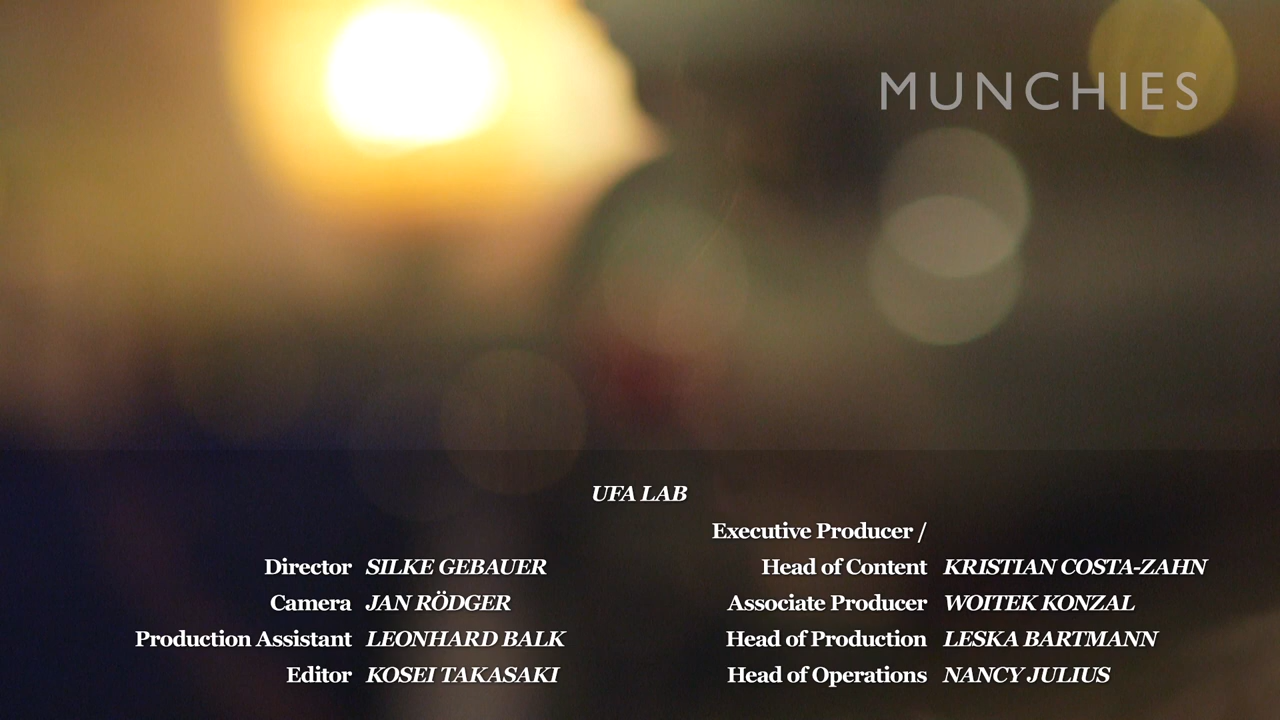 MUNCHIES
UFA LAB
Director SILKE GEBAUER
Camera JAN RÖDGER
Production Assistant LEONHARD BALK
Editor KOSEI TAKASAKI
Executive Producer /
Head of Content KRISTIAN COSTA-ZAHN
Associate Producer WOITEK KONZAL
Head of Production LESKA BARTMANN
Head of Operations NANCY JULIUS